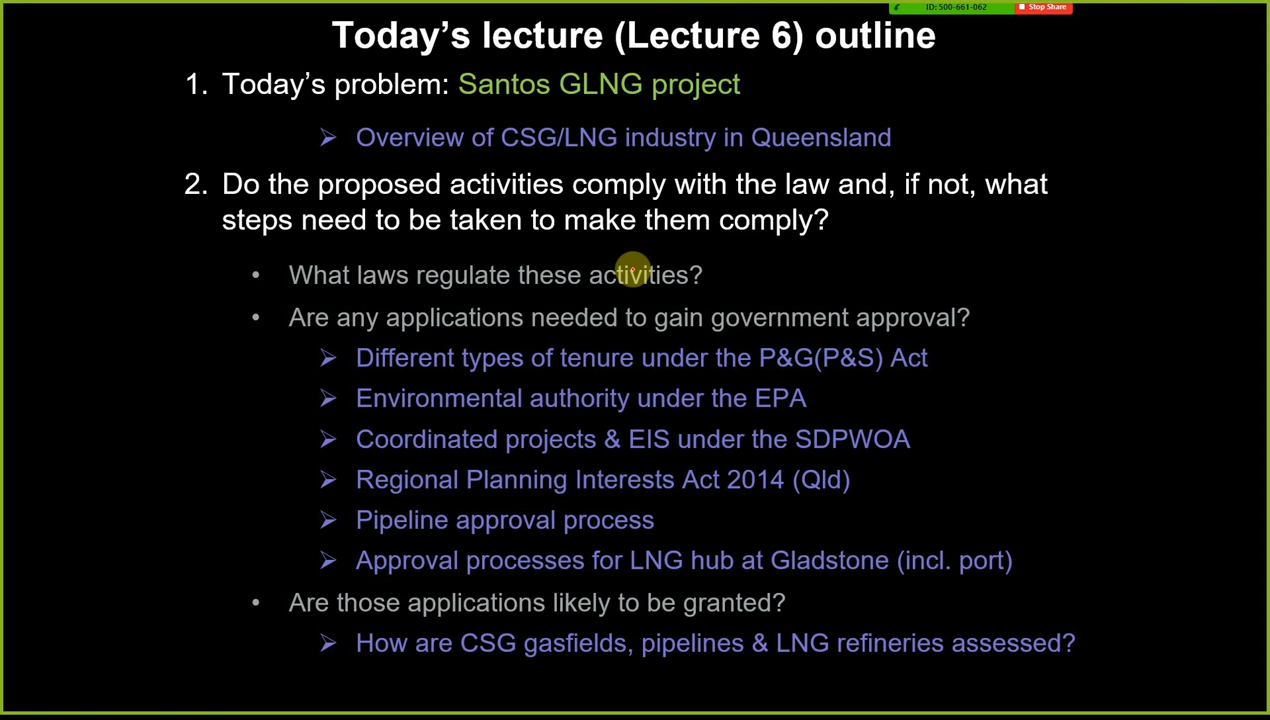 ID: 500-661-062
Stop Share
Today's lecture (Lecture 6) outline
1. Today's problem: Santos GLNG project
➢ Overview of CSG/LNG industry in Queensland
2. Do the proposed activities comply with the law and, if not, what
steps need to be taken to make them comply?
• What laws regulate these activities?
• Are any applications needed to gain government approval?
➢ Different types of tenure under the P&G(P&S) Act
➢ Environmental authority under the EPA
➢ Coordinated projects & EIS under the SDPWOA
➢ Regional Planning Interests Act 2014 (Qld)
➢ Pipeline approval process
➢ Approval processes for LNG hub at Gladstone (incl. port)
• Are those applications likely to be granted?
➢ How are CSG gasfields, pipelines & LNG refineries assessed?